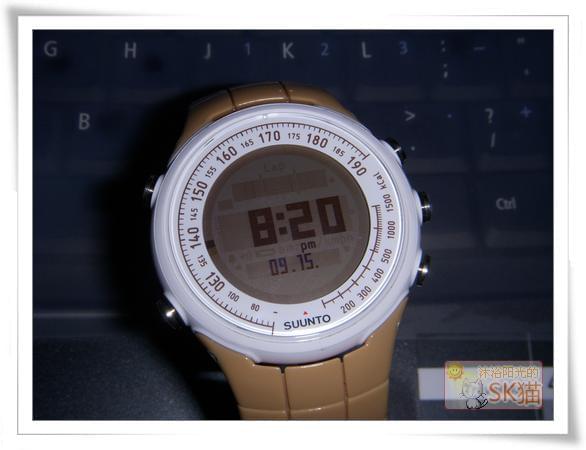 G H J 1 K 2 L 3 ; :
B > . ? /
Ctrl
80 100 130 135 140 145 150 155 160 165 170 175 180 185 190
kcal 1500 1000 500 400 300 200
Lap
8:20
pm
09.15.
SUUNTO
沐浴阳光的
SK猫